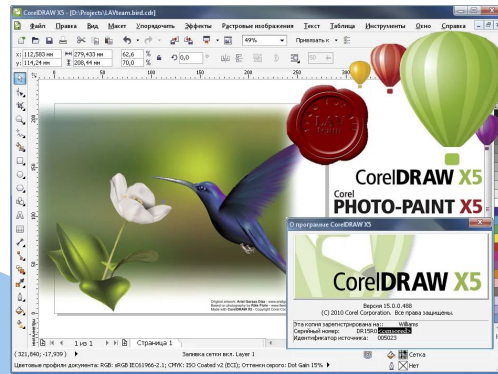 CorelDRAW X5 - [D:\Projects\LAVteam.bird.cdr]
Файл Правка Вид Макет Упорядочить Эффекты Растровые изображения Текст Таблица Инструменты Окно Справка
49% Привязать к
x: 112,583 мм 279,433 мм 62,6 %
y: 114,24 мм 208,44 мм 70,0 % 0,0
LAV
team
CorelDRAW X5
Corel
PHOTO-PAINT X5
О программе CorelDRAW X5
CorelDRAW X5
Версия 15.0.0.488
(C) 2010 Corel Corporation. Все права защищены.
Эта копия зарегистрирована на: Williams
Серийный номер: DR15R0
Идентификатор источника: 005023
1 из 1 Страница 1
( 321,840; -17,939 ) Заливка сетки вкл. Layer 1 Сетка
Цветовые профили документа: RGB: sRGB IEC61966-2.1; CMYK: ISO Coated v2 (ECI); Оттенки серого: Dot Gain 15% Нет